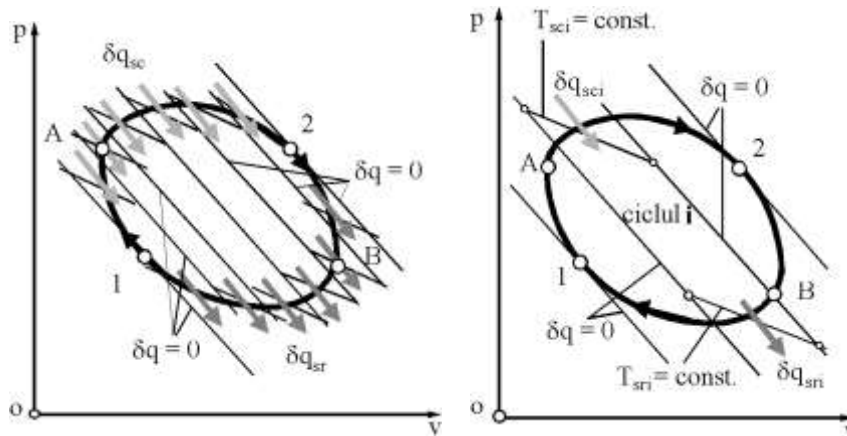 p
δq_sc
A
2
δq = 0
B
1
δq = 0
δq_sr
o
v
p
T_sci = const.
δq_sci
δq = 0
A
2
ciclul i
1
B
δq = 0
T_sri = const.
δq_sri
o
v